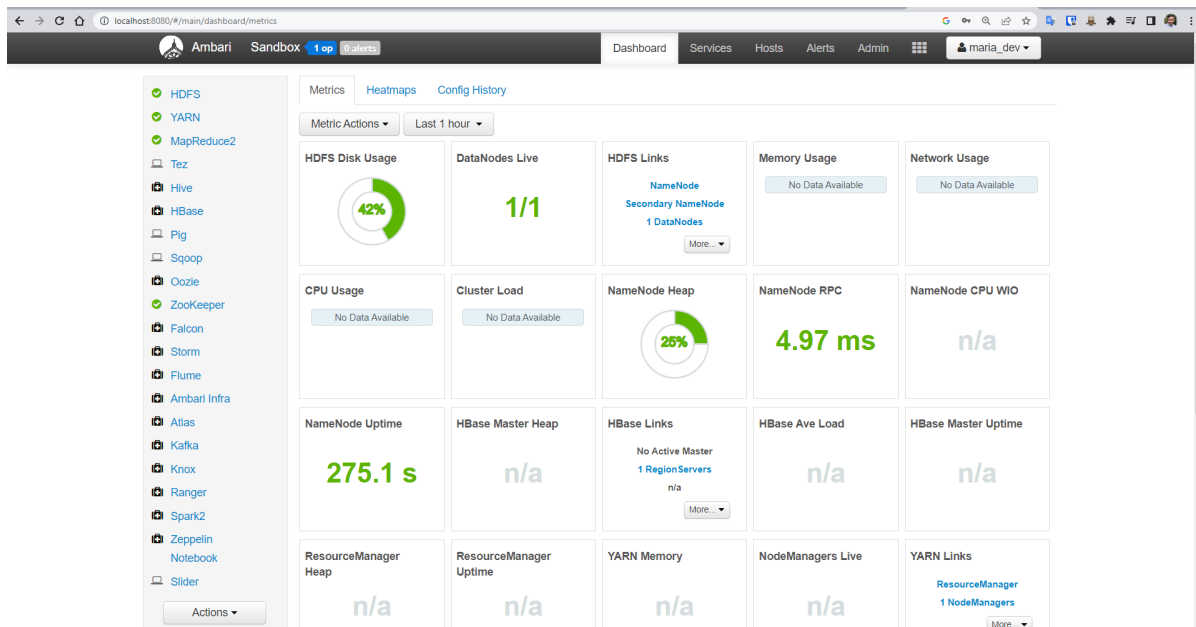 localhost:8080/#/main/dashboard/metrics
Ambari Sandbox 1 op 0 alerts Dashboard Services Hosts Alerts Admin maria_dev
HDFS
YARN
MapReduce2
Tez
Hive
HBase
Pig
Sqoop
Oozie
ZooKeeper
Falcon
Storm
Flume
Ambari Infra
Atlas
Kafka
Knox
Ranger
Spark2
Zeppelin
Notebook
Slider
Actions
Metrics Heatmaps Config History
Metric Actions Last 1 hour
HDFS Disk Usage
42%
DataNodes Live
1/1
HDFS Links
NameNode
Secondary NameNode
1 DataNodes
More...
Memory Usage
No Data Available
Network Usage
No Data Available
CPU Usage
No Data Available
Cluster Load
No Data Available
NameNode Heap
25%
NameNode RPC
4.97 ms
NameNode CPU WIO
n/a
NameNode Uptime
275.1 s
HBase Master Heap
n/a
HBase Links
No Active Master
1 RegionServers
n/a
More...
HBase Ave Load
n/a
HBase Master Uptime
n/a
ResourceManager
Heap
n/a
ResourceManager
Uptime
n/a
YARN Memory
n/a
NodeManagers Live
n/a
YARN Links
ResourceManager
1 NodeManagers
More...